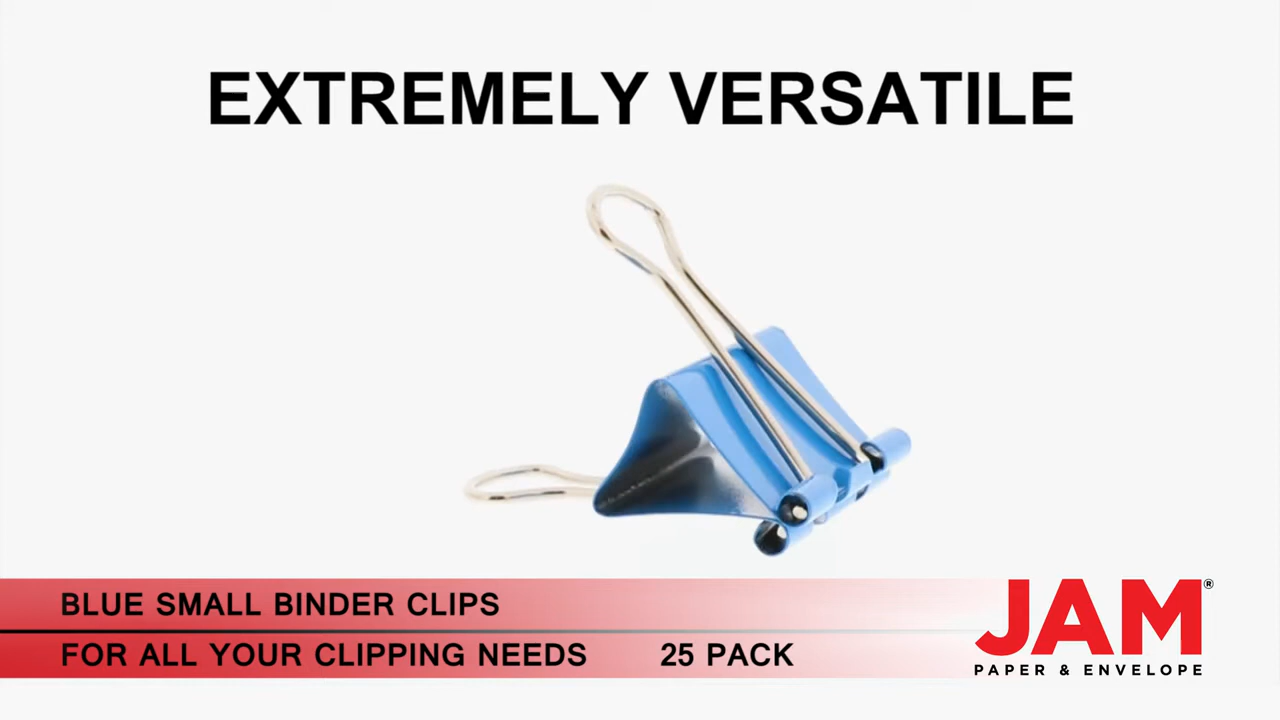 EXTREMELY VERSATILE
BLUE SMALL BINDER CLIPS
FOR ALL YOUR CLIPPING NEEDS 25 PACK
JAM®
PAPER & ENVELOPE